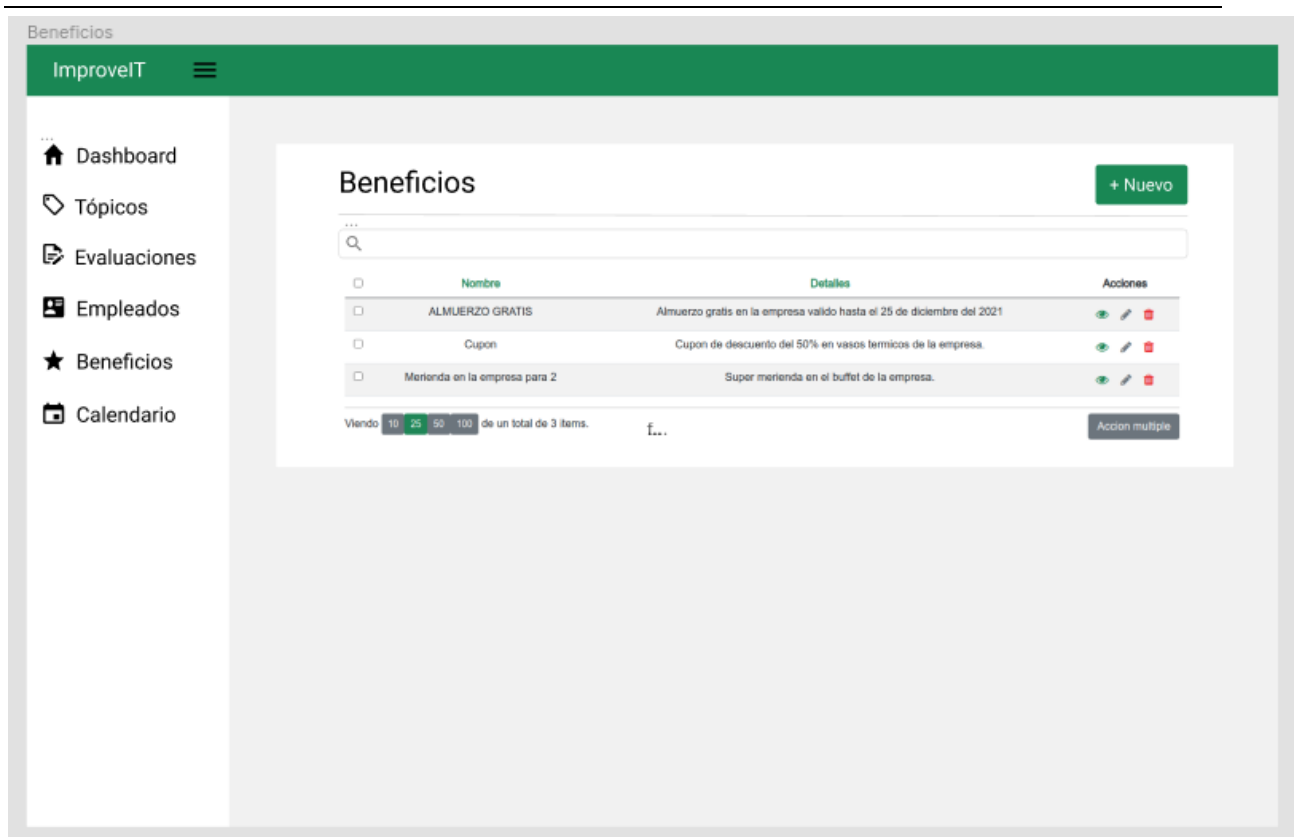 Beneficios
ImproveIT
...
Dashboard
Tópicos
Evaluaciones
Empleados
Beneficios
Calendario
Beneficios
+ Nuevo
...
Nombre Detalles Acciones
ALMUERZO GRATIS Almuerzo gratis en la empresa valido hasta el 25 de diciembre del 2021
Cupon Cupon de descuento del 50% en vasos termicos de la empresa.
Merienda en la empresa para 2 Super merienda en el buffet de la empresa.
Viendo 10 25 50 100 de un total de 3 items. f... Accion multiple